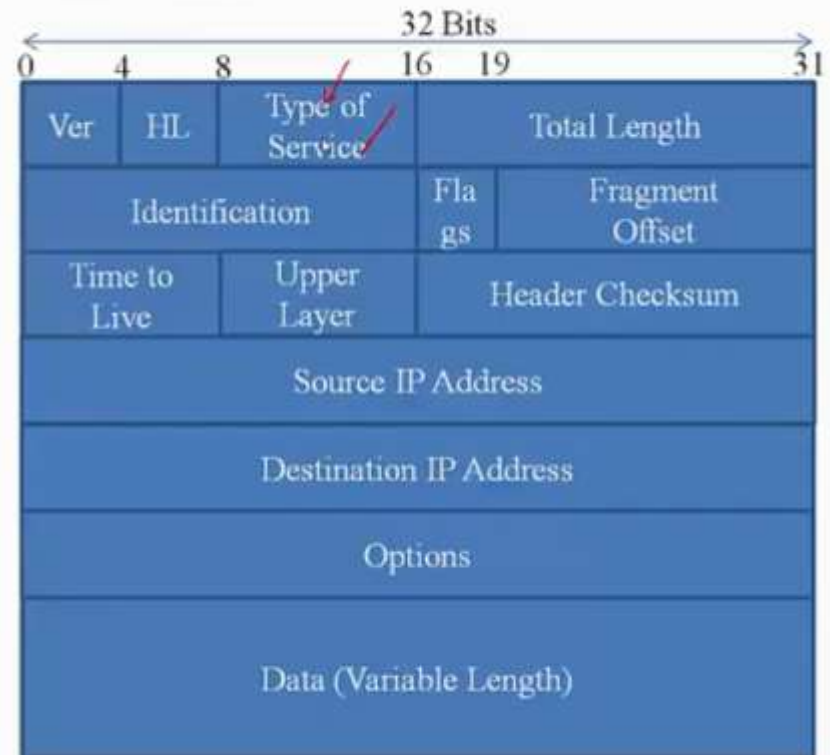 32 Bits
0 4 8 16 19 31
Ver HL Type of Service Total Length
Identification Fla gs Fragment Offset
Time to Live Upper Layer Header Checksum
Source IP Address
Destination IP Address
Options
Data (Variable Length)